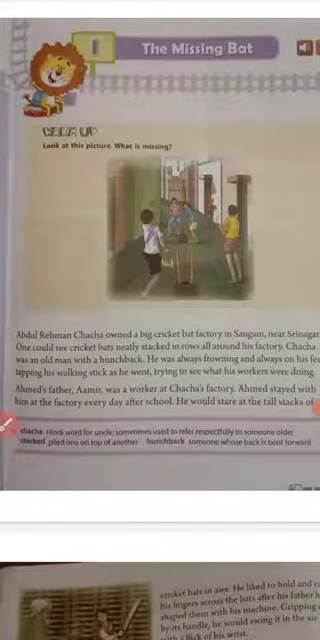 1
The Missing Bat
WARM UP
Look at this picture. What is missing?
Abdul Rehman Chacha owned a big cricket bat factory in Sangam, near Srinagar
One could see cricket bats neatly stacked in rows all around his factory. Chacha
was an old man with a hunchback. He was always frowning and always on his fee
tapping his walking stick as he went, trying to see what his workers were doing.
Ahmed's father, Aamir, was a worker at Chacha's factory. Ahmed stayed with
him at the factory every day after school. He would stare at the tall stacks of
chacha Hindi word for uncle; sometimes used to refer respectfully to someone older
stacked piled one on top of another hunchback someone whose back is bent forward
cricket bats in awe. He liked to hold and
his fingers across the bats after his father h
shaped them with his machine. Gripping
by its handle, he would swing it in the air
with a flick of his wrist.